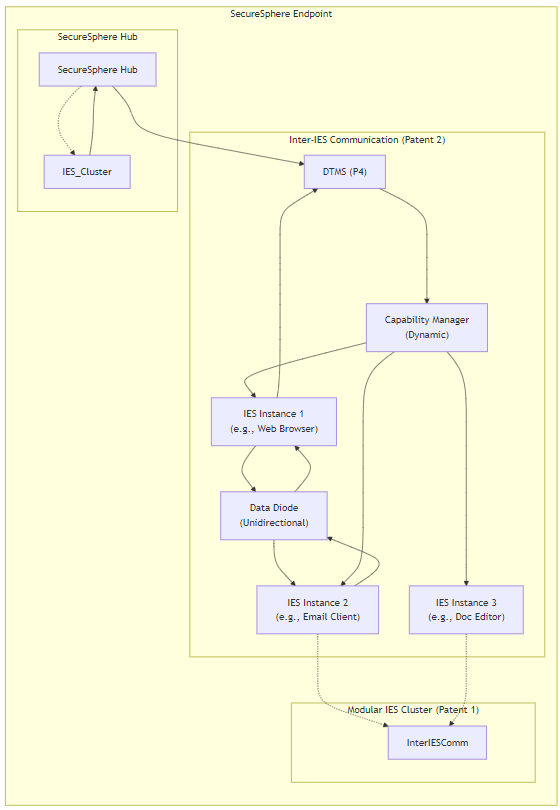 SecureSphere Endpoint
SecureSphere Hub
SecureSphere Hub
IES_Cluster
Inter-IES Communication (Patent 2)
DTMS (P4)
Capability Manager
(Dynamic)
IES Instance 1
(e.g., Web Browser)
Data Diode
(Unidirectional)
IES Instance 2
(e.g., Email Client)
IES Instance 3
(e.g., Doc Editor)
Modular IES Cluster (Patent 1)
InterIESComm